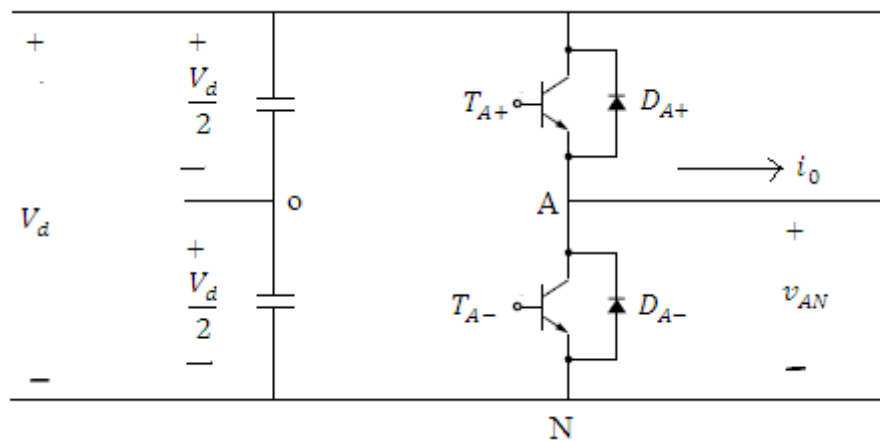 + +
V_d/2
T_{A+}
D_{A+}
−
i_0
V_d
o
A
+
+
V_d/2
T_{A−}
D_{A−}
v_{AN}
−
−
−
N